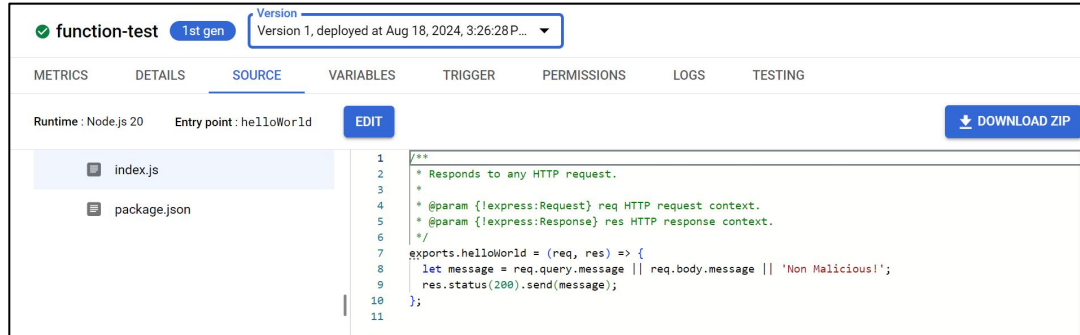 function-test 1st gen Version
Version 1, deployed at Aug 18, 2024, 3:26:28 P...
METRICS DETAILS SOURCE VARIABLES TRIGGER PERMISSIONS LOGS TESTING
Runtime : Node.js 20 Entry point : helloWorld EDIT DOWNLOAD ZIP
index.js
package.json
1 /**
2 * Responds to any HTTP request.
3 *
4 * @param {!express:Request} req HTTP request context.
5 * @param {!express:Response} res HTTP response context.
6 */
7 exports.helloWorld = (req, res) => {
8 let message = req.query.message || req.body.message || 'Non Malicious!';
9 res.status(200).send(message);
10 };
11